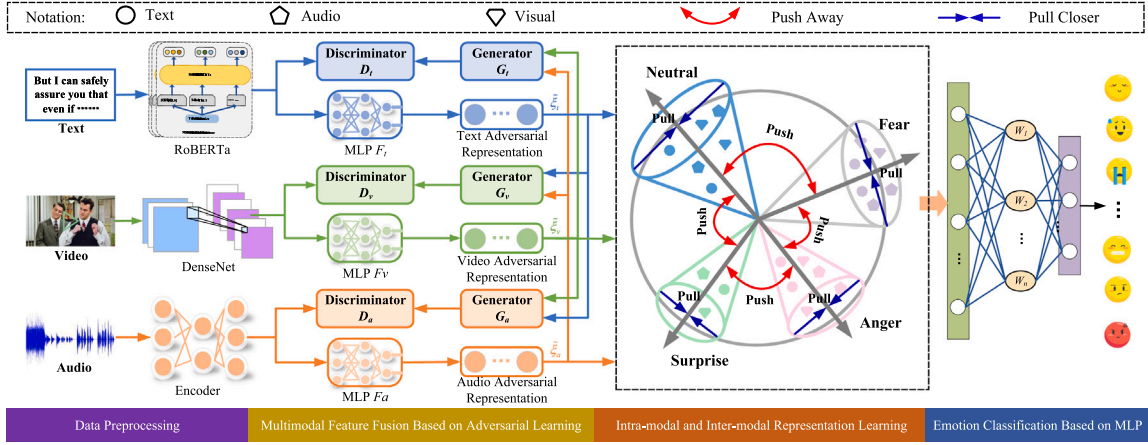 Notation:
Text
Audio
Visual
Push Away
Pull Closer
But I can safely
assure you that
even if ······
Text
RoBERTa
Discriminator
D_t
Generator
G_t
MLP F_t
Text Adversarial
Representation
ξ_t
Video
DenseNet
Discriminator
D_v
Generator
G_v
MLP Fv
Video Adversarial
Representation
ξ_v
Audio
Encoder
Discriminator
D_a
Generator
G_a
MLP Fa
Audio Adversarial
Representation
ξ_a
Neutral
Pull
Push
Fear
Pull
Push
Push
Push
Pull
Surprise
Pull
Anger
W_1
W_2
W_n
Data Preprocessing
Multimodal Feature Fusion Based on Adversarial Learning
Intra-modal and Inter-modal Representation Learning
Emotion Classification Based on MLP